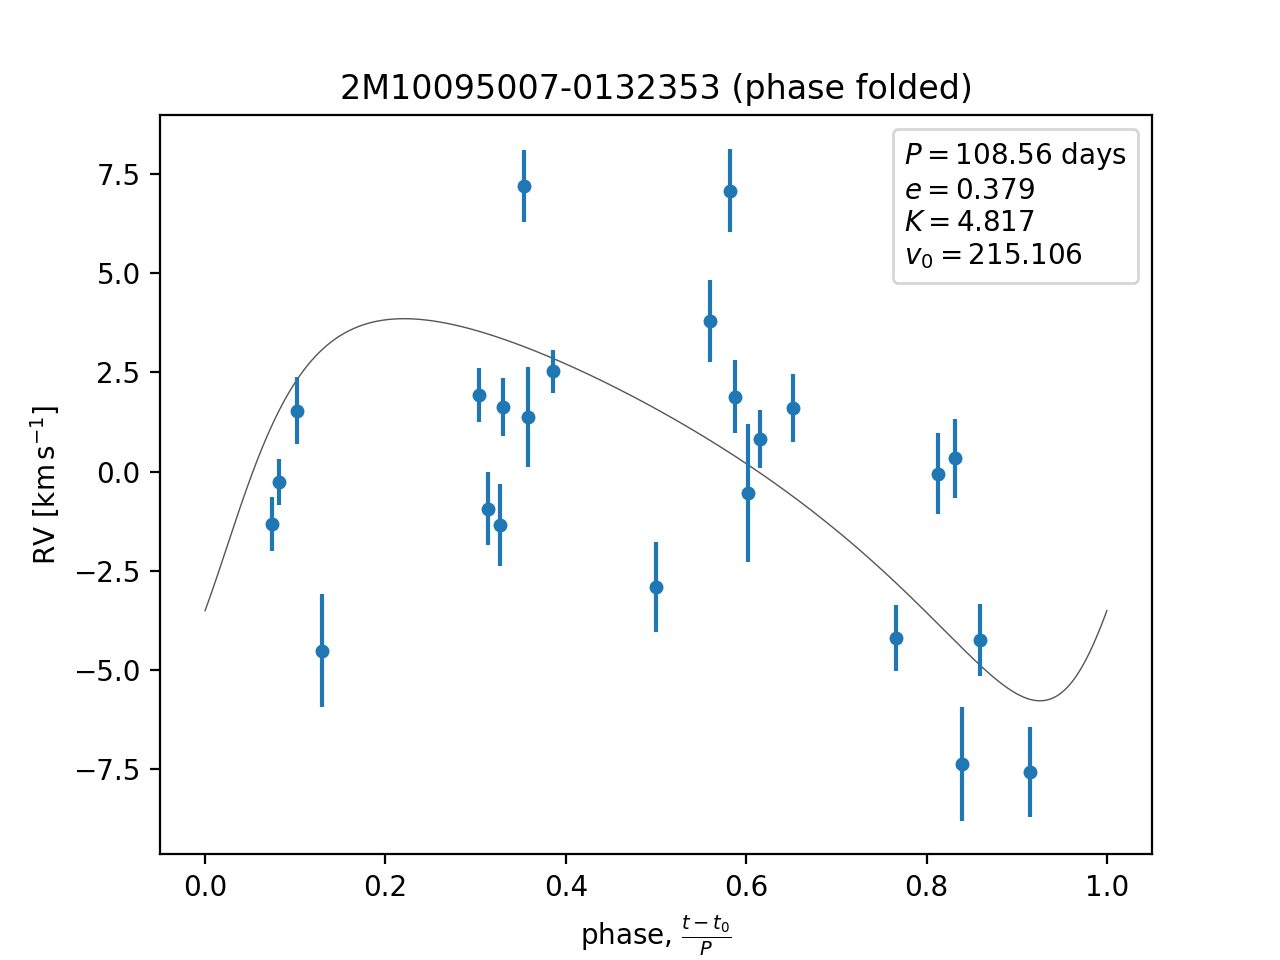 2M10095007-0132353 (phase folded)
P = 108.56 days
e = 0.379
K = 4.817
v₀ = 215.106
RV [km s⁻¹]
7.5
5.0
2.5
0.0
−2.5
−5.0
−7.5
0.0 0.2 0.4 0.6 0.8 1.0
phase, (t − t₀)/P